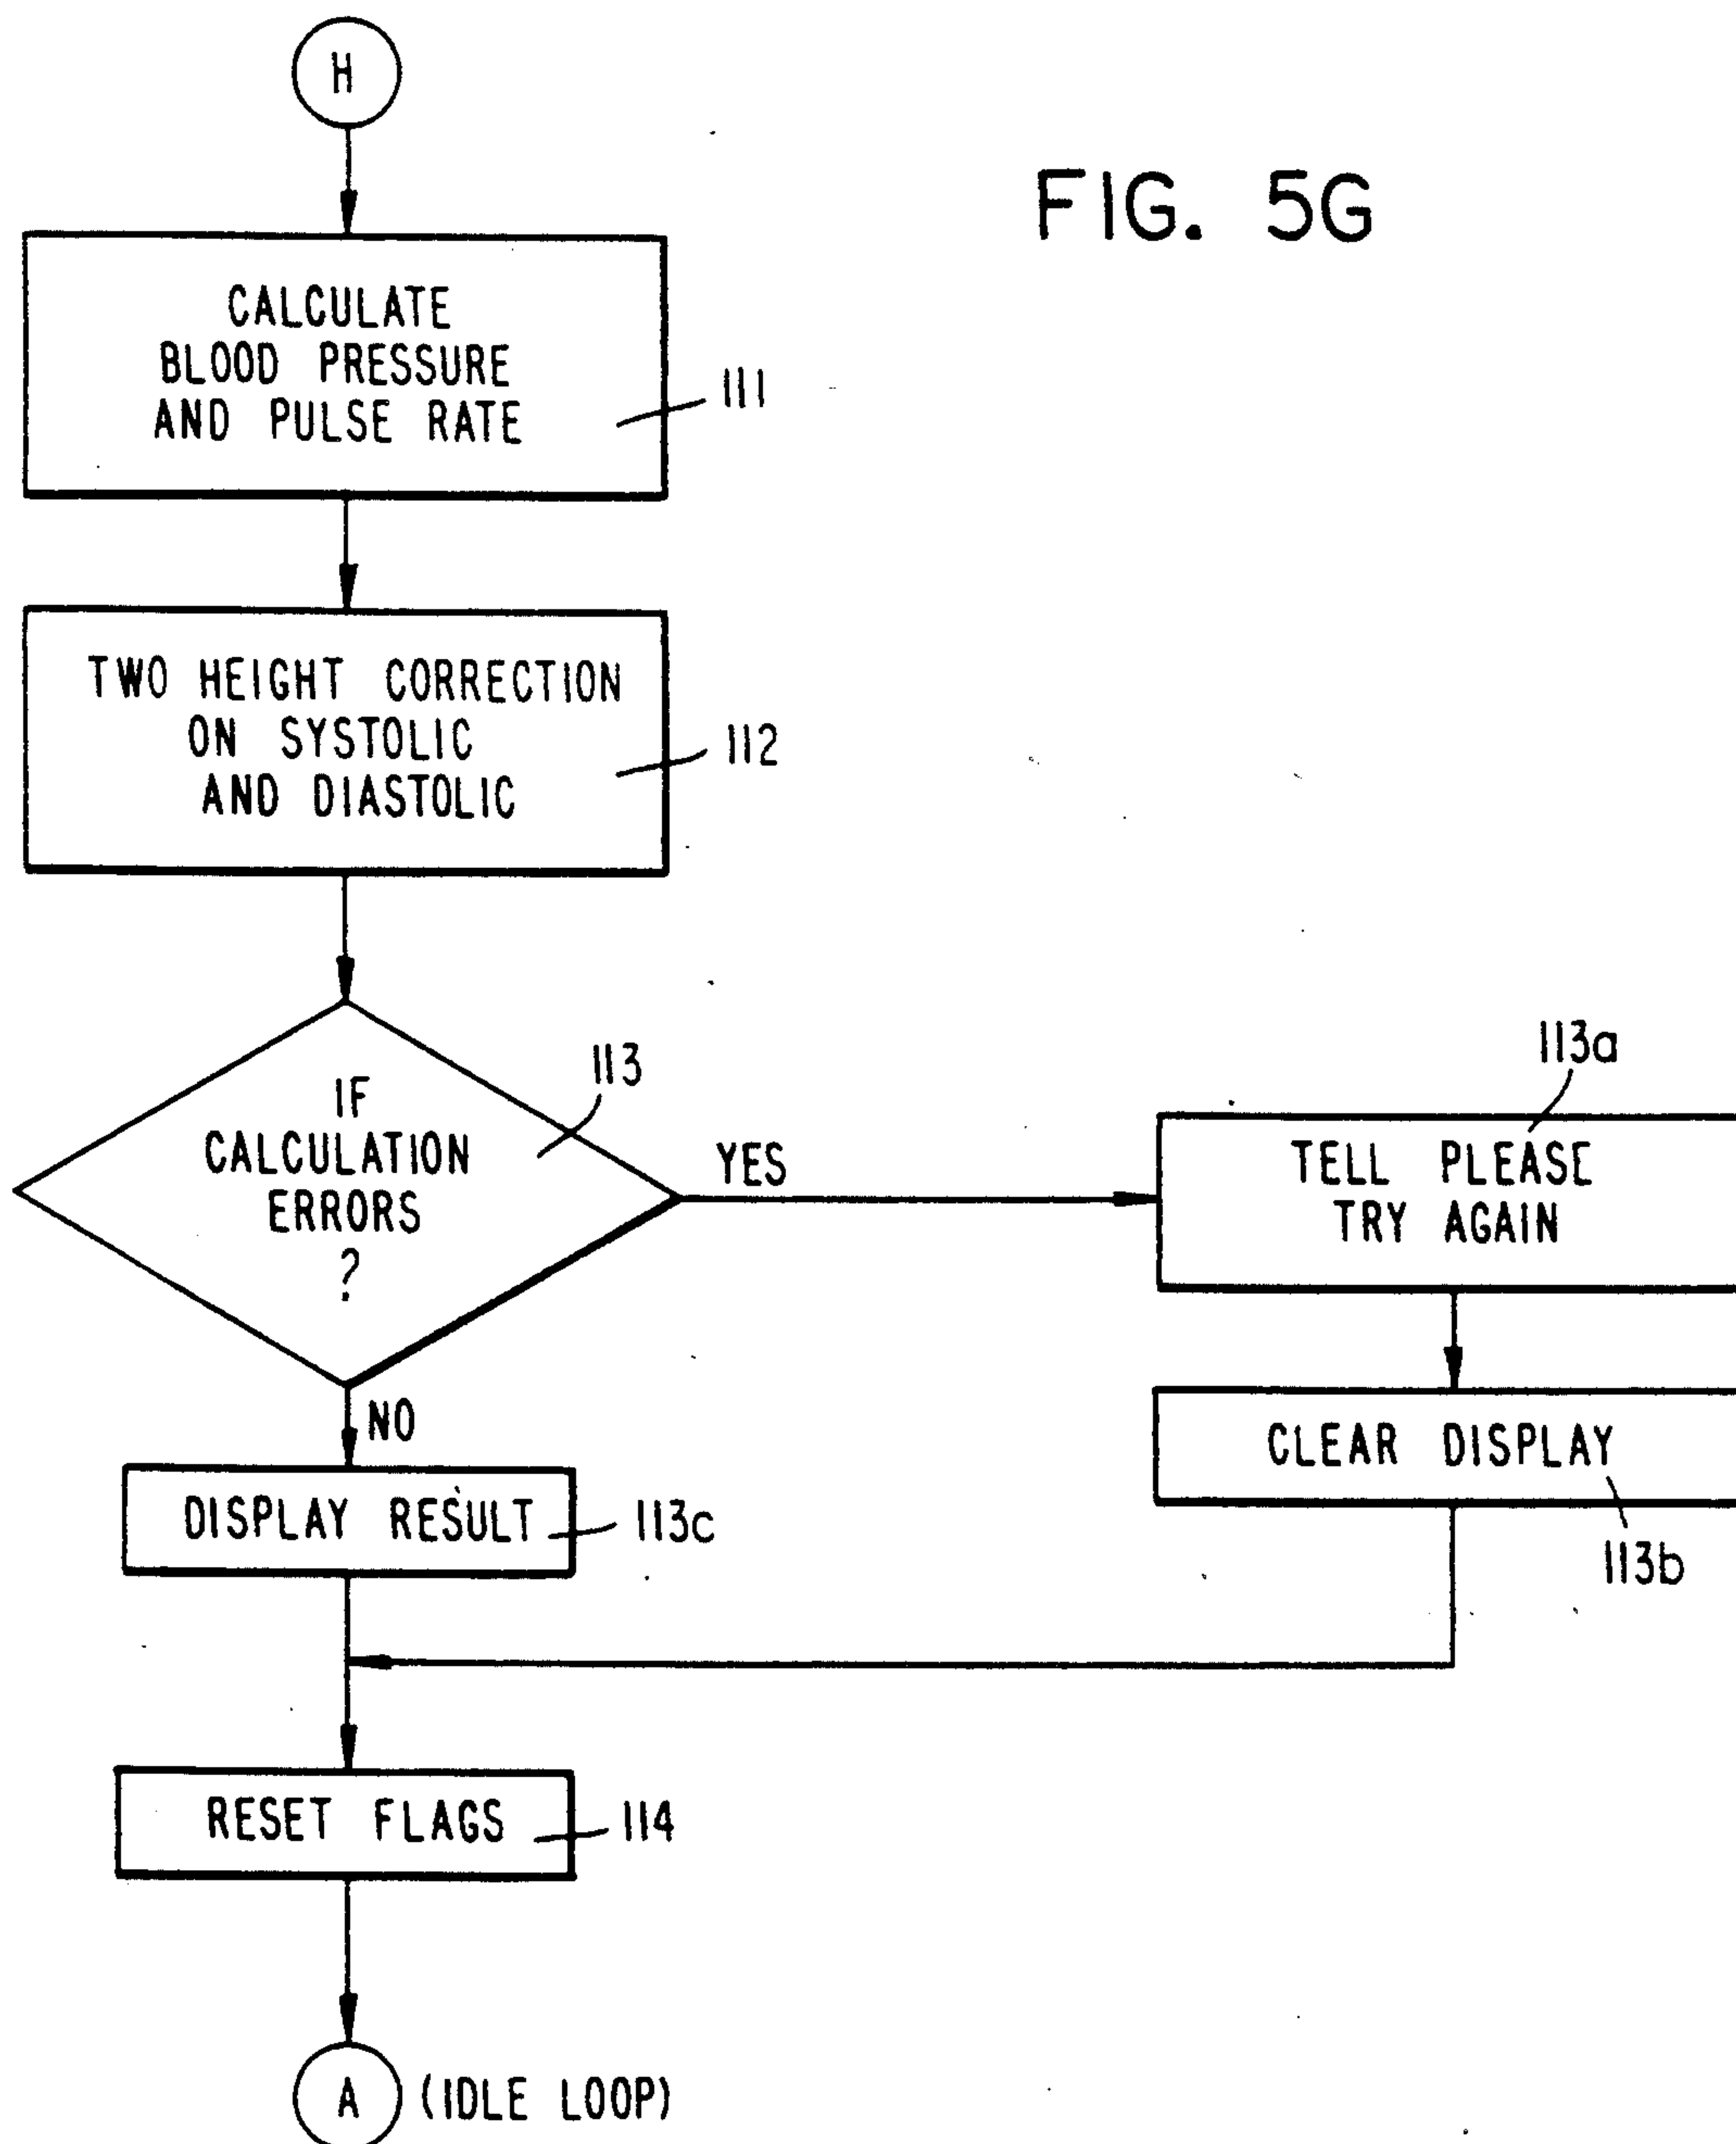 H
FIG. 5G
CALCULATE
BLOOD PRESSURE
AND PULSE RATE
111
TWO HEIGHT CORRECTION
ON SYSTOLIC
AND DIASTOLIC
112
IF
CALCULATION
ERRORS
?
113
YES
113a
TELL PLEASE
TRY AGAIN
NO
CLEAR DISPLAY
113b
DISPLAY RESULT
113c
RESET FLAGS
114
A (IDLE LOOP)